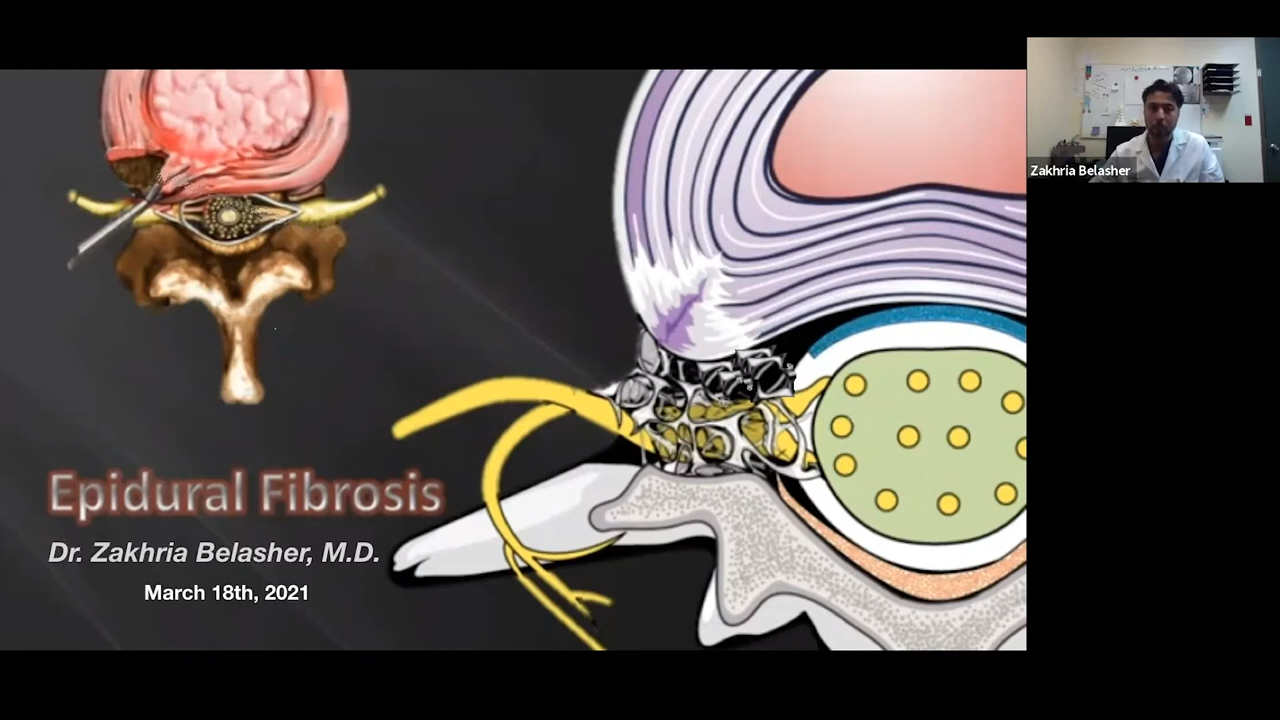 Zakhria Belasher
Epidural Fibrosis
Dr. Zakhria Belasher, M.D.
March 18th, 2021